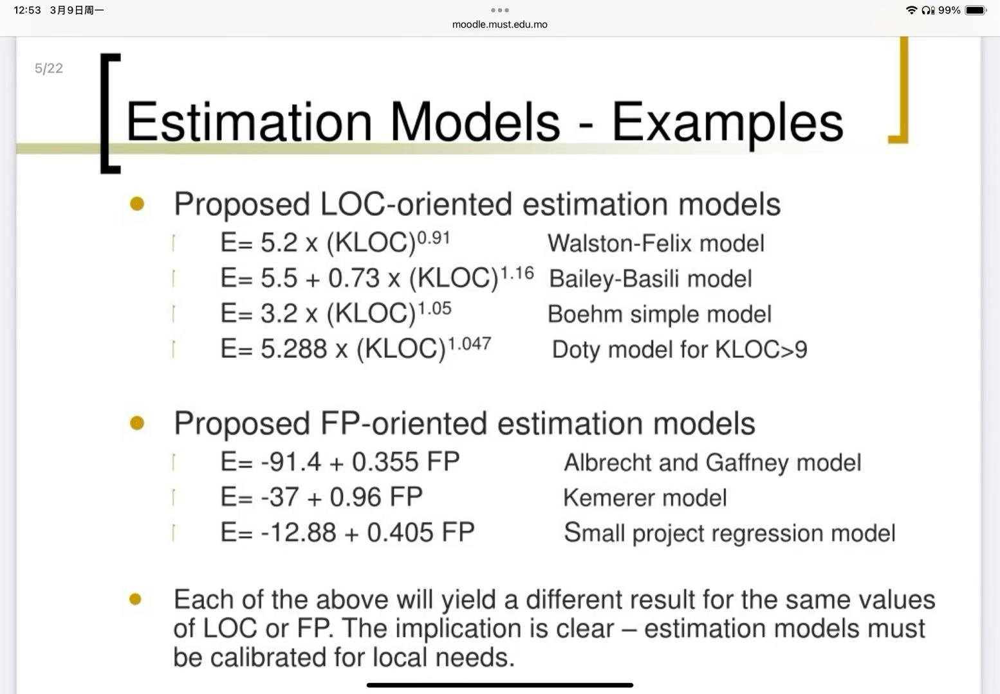 12:53 3月9日周一
99%
moodle.must.edu.mo
5/22
Estimation Models - Examples
Proposed LOC-oriented estimation models
E= 5.2 x (KLOC)^0.91 Walston-Felix model
E= 5.5 + 0.73 x (KLOC)^1.16 Bailey-Basili model
E= 3.2 x (KLOC)^1.05 Boehm simple model
E= 5.288 x (KLOC)^1.047 Doty model for KLOC>9
Proposed FP-oriented estimation models
E= -91.4 + 0.355 FP Albrecht and Gaffney model
E= -37 + 0.96 FP Kemerer model
E= -12.88 + 0.405 FP Small project regression model
Each of the above will yield a different result for the same values
of LOC or FP. The implication is clear – estimation models must
be calibrated for local needs.